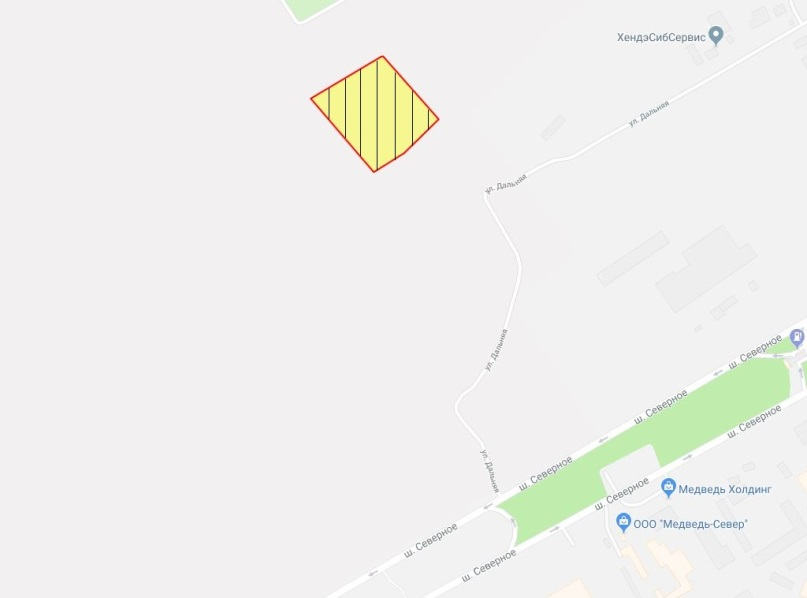 ХендэСибСервис
ул. Дальняя
ул. Дальняя
ул. Дальняя
ш. Северное
ш. Северное
ш. Северное
ул. Дальняя
ш. Северное
ш. Северное
Медведь Холдинг
ООО "Медведь-Север"
ш. Северное
ш. Северное